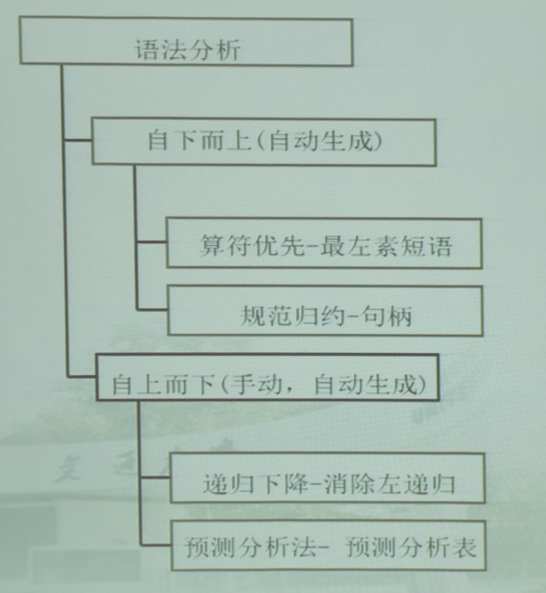 语法分析
自下而上(自动生成)
算符优先-最左素短语
规范归约-句柄
自上而下(手动，自动生成)
递归下降-消除左递归
预测分析法- 预测分析表